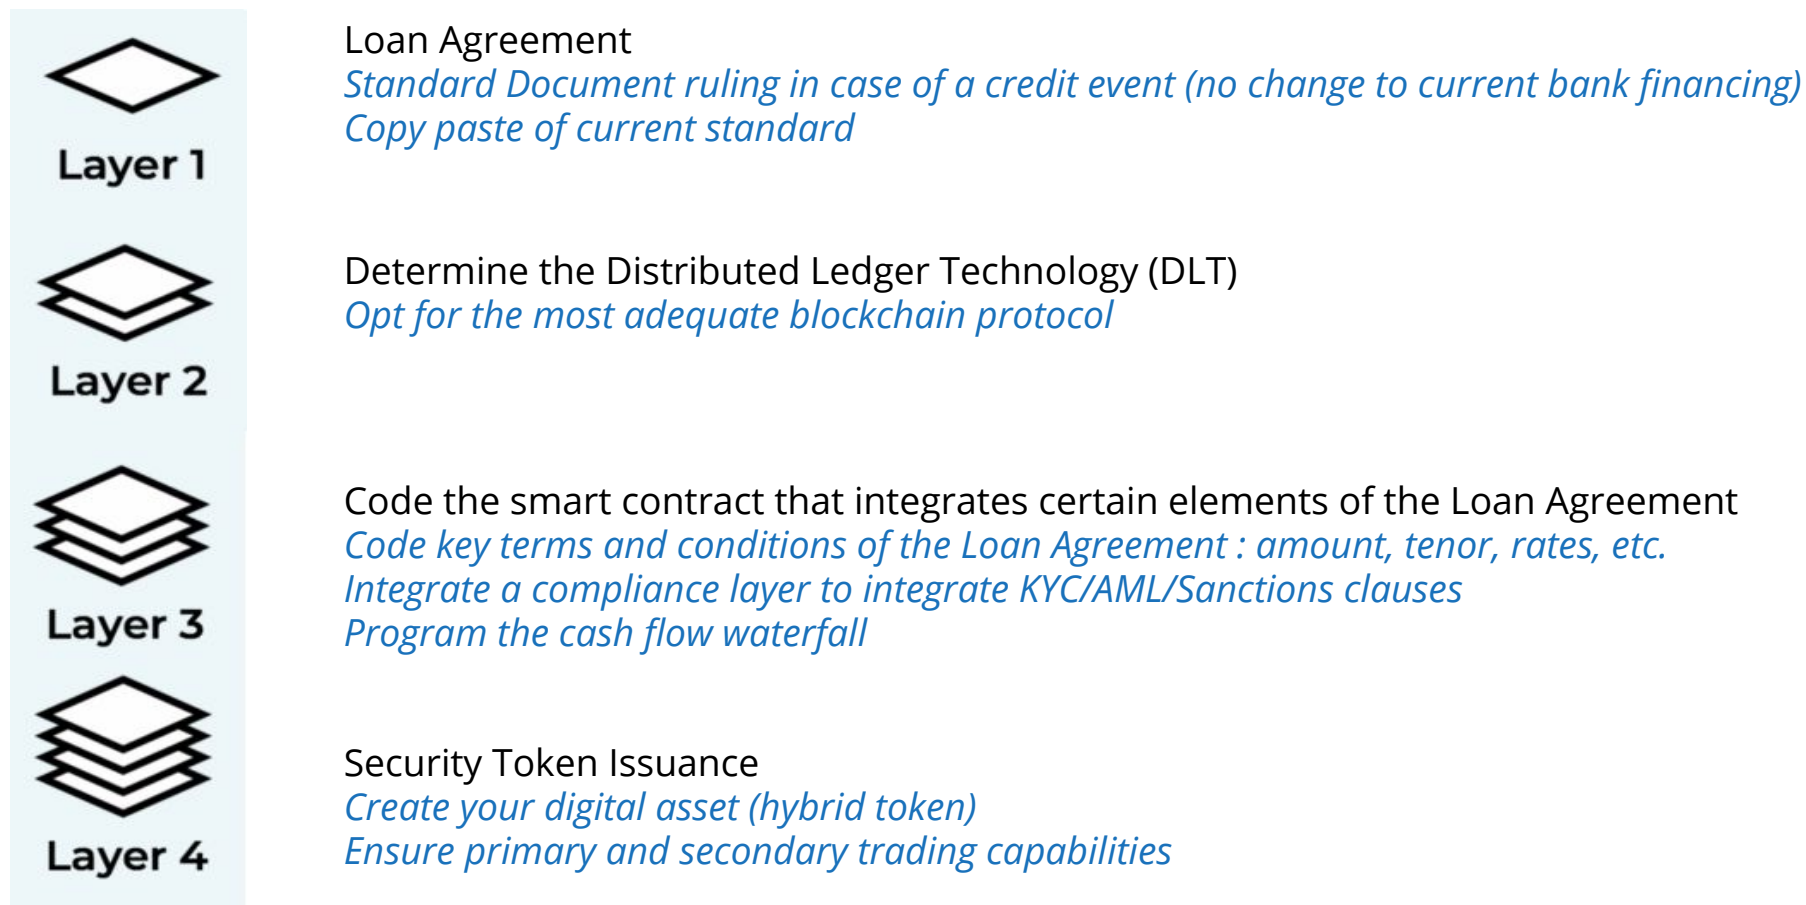 Loan Agreement
Standard Document ruling in case of a credit event (no change to current bank financing)
Copy paste of current standard
Layer 1
Determine the Distributed Ledger Technology (DLT)
Opt for the most adequate blockchain protocol
Layer 2
Code the smart contract that integrates certain elements of the Loan Agreement
Code key terms and conditions of the Loan Agreement : amount, tenor, rates, etc.
Integrate a compliance layer to integrate KYC/AML/Sanctions clauses
Program the cash flow waterfall
Layer 3
Security Token Issuance
Create your digital asset (hybrid token)
Ensure primary and secondary trading capabilities
Layer 4